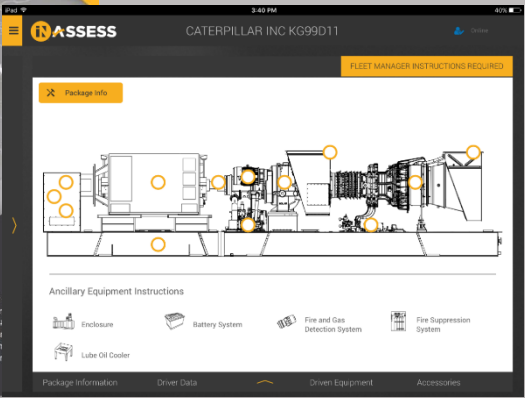 iPad 3:40 PM 40%
iNASSESS
CATERPILLAR INC KG99D11
Online
FLEET MANAGER INSTRUCTIONS REQUIRED
Package Info
Ancillary Equipment Instructions
Enclosure
Battery System
Fire and Gas
Detection System
Fire Suppression
System
Lube Oil Cooler
Package Information Driver Data Driven Equipment Accessories